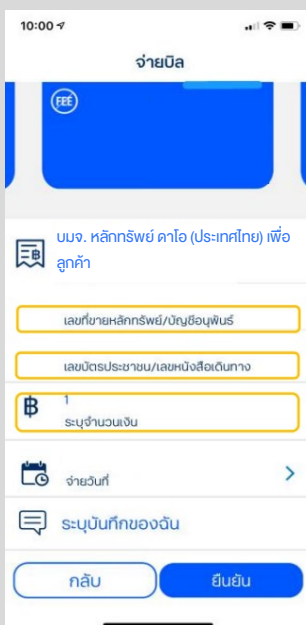 10:00
จ่ายบิล
FEE
บมจ. หลักทรัพย์ ดาโอ (ประเทศไทย) เพื่อ
ลูกค้า
เลขที่ขายหลักทรัพย์/บัญชีอนุพันธ์
เลขบัตรประชาชน/เลขหนังสือเดินทาง
฿ 1
ระบุจำนวนเงิน
จ่ายวันที่
ระบุบันทึกของฉัน
กลับ ยืนยัน